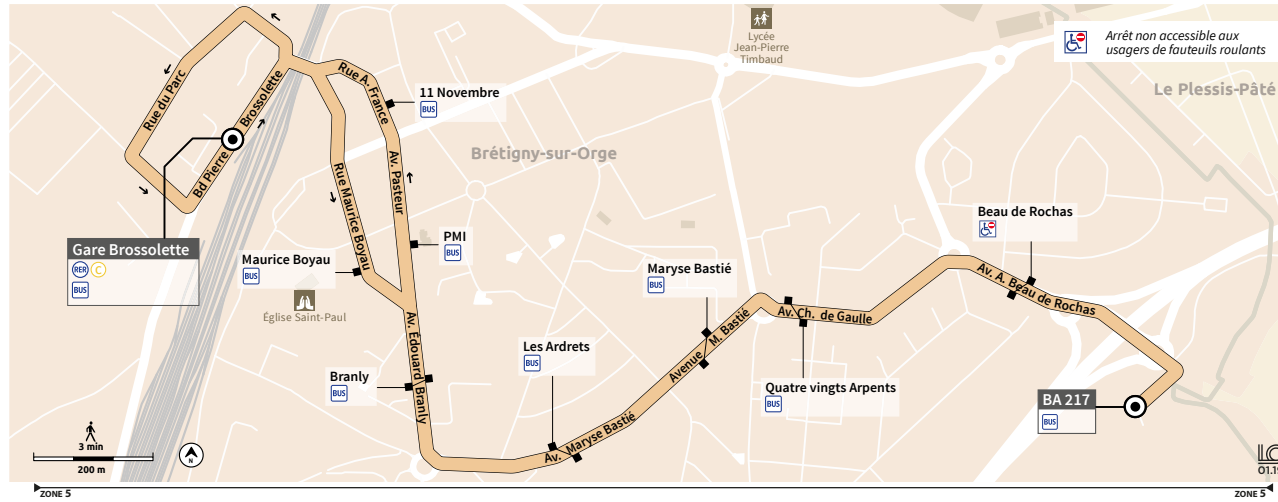 Lycée
Jean-Pierre
Timbaud
Arrêt non accessible aux
usagers de fauteuils roulants
Le Plessis-Pâté
Rue du Parc
Bd Pierre Brossolette
Rue A. France
11 Novembre
BUS
Brétigny-sur-Orge
Av. Pasteur
Rue Maurice Boyau
Gare Brossolette
RER C
BUS
Maurice Boyau
BUS
PMI
BUS
Église Saint-Paul
Maryse Bastié
BUS
Beau de Rochas
Av. A. Beau de Rochas
Av. Ch. de Gaulle
Avenue M. Bastié
Av. Édouard Branly
Les Ardrets
BUS
Branly
BUS
Quatre vingts Arpents
BUS
BA 217
BUS
Av. Maryse Bastié
3 min
200 m
N
ZONE 5
ZONE 5